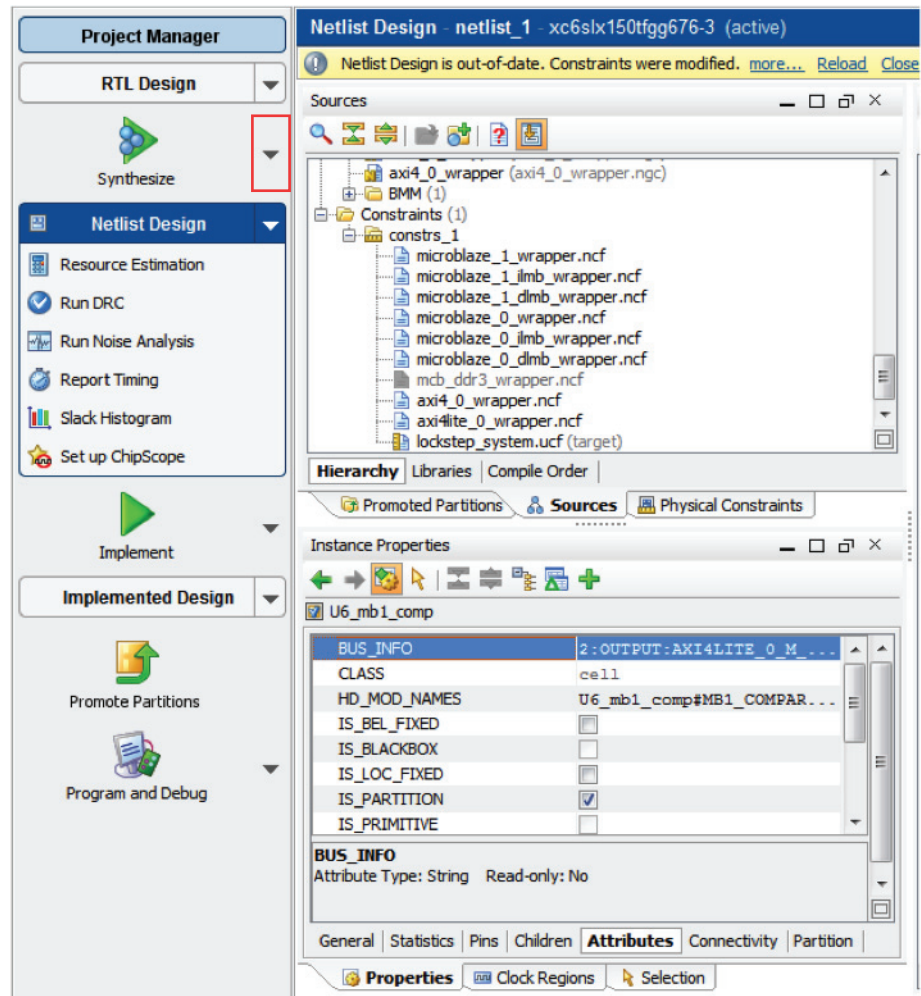 Project Manager
RTL Design
Synthesize
Netlist Design
Resource Estimation
Run DRC
Run Noise Analysis
Report Timing
Slack Histogram
Set up ChipScope
Implement
Implemented Design
Promote Partitions
Program and Debug
Netlist Design - netlist_1 - xc6slx150tfgg676-3 (active)
Netlist Design is out-of-date. Constraints were modified. more... Reload Close
Sources
axi4_0_wrapper (axi4_0_wrapper.ngc)
BMM (1)
Constraints (1)
constrs_1
microblaze_1_wrapper.ncf
microblaze_1_ilmb_wrapper.ncf
microblaze_1_dlmb_wrapper.ncf
microblaze_0_wrapper.ncf
microblaze_0_ilmb_wrapper.ncf
microblaze_0_dlmb_wrapper.ncf
mcb_ddr3_wrapper.ncf
axi4_0_wrapper.ncf
axi4lite_0_wrapper.ncf
lockstep_system.ucf (target)
Hierarchy Libraries Compile Order
Promoted Partitions Sources Physical Constraints
Instance Properties
U6_mb1_comp
BUS_INFO 2:OUTPUT:AXI4LITE_0_M_...
CLASS cell
HD_MOD_NAMES U6_mb1_comp#MB1_COMPAR...
IS_BEL_FIXED
IS_BLACKBOX
IS_LOC_FIXED
IS_PARTITION
IS_PRIMITIVE
BUS_INFO
Attribute Type: String Read-only: No
General Statistics Pins Children Attributes Connectivity Partition
Properties Clock Regions Selection